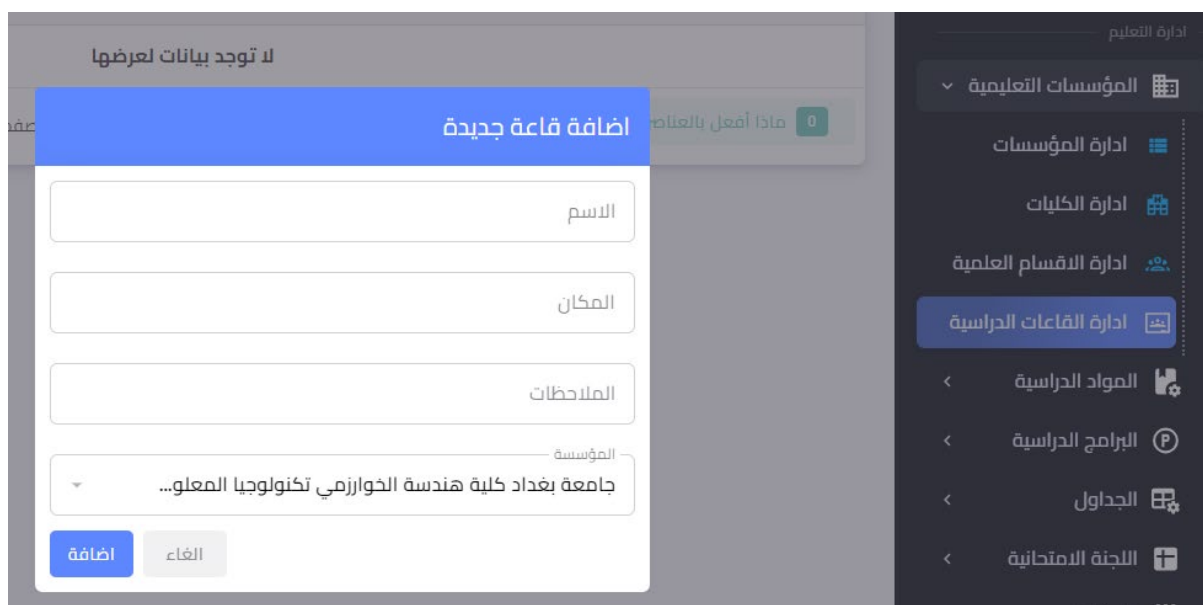 ادارة التعليم
المؤسسات التعليمية
ادارة المؤسسات
ادارة الكليات
ادارة الاقسام العلمية
ادارة القاعات الدراسية
المواد الدراسية
البرامج الدراسية
الجداول
اللجنة الامتحانية
لا توجد بيانات لعرضها
0 ماذا أفعل بالعناصر
اضافة قاعة جديدة
الاسم
المكان
الملاحظات
المؤسسة
جامعة بغداد كلية هندسة الخوارزمي تكنولوجيا المعلو...
الغاء
اضافة